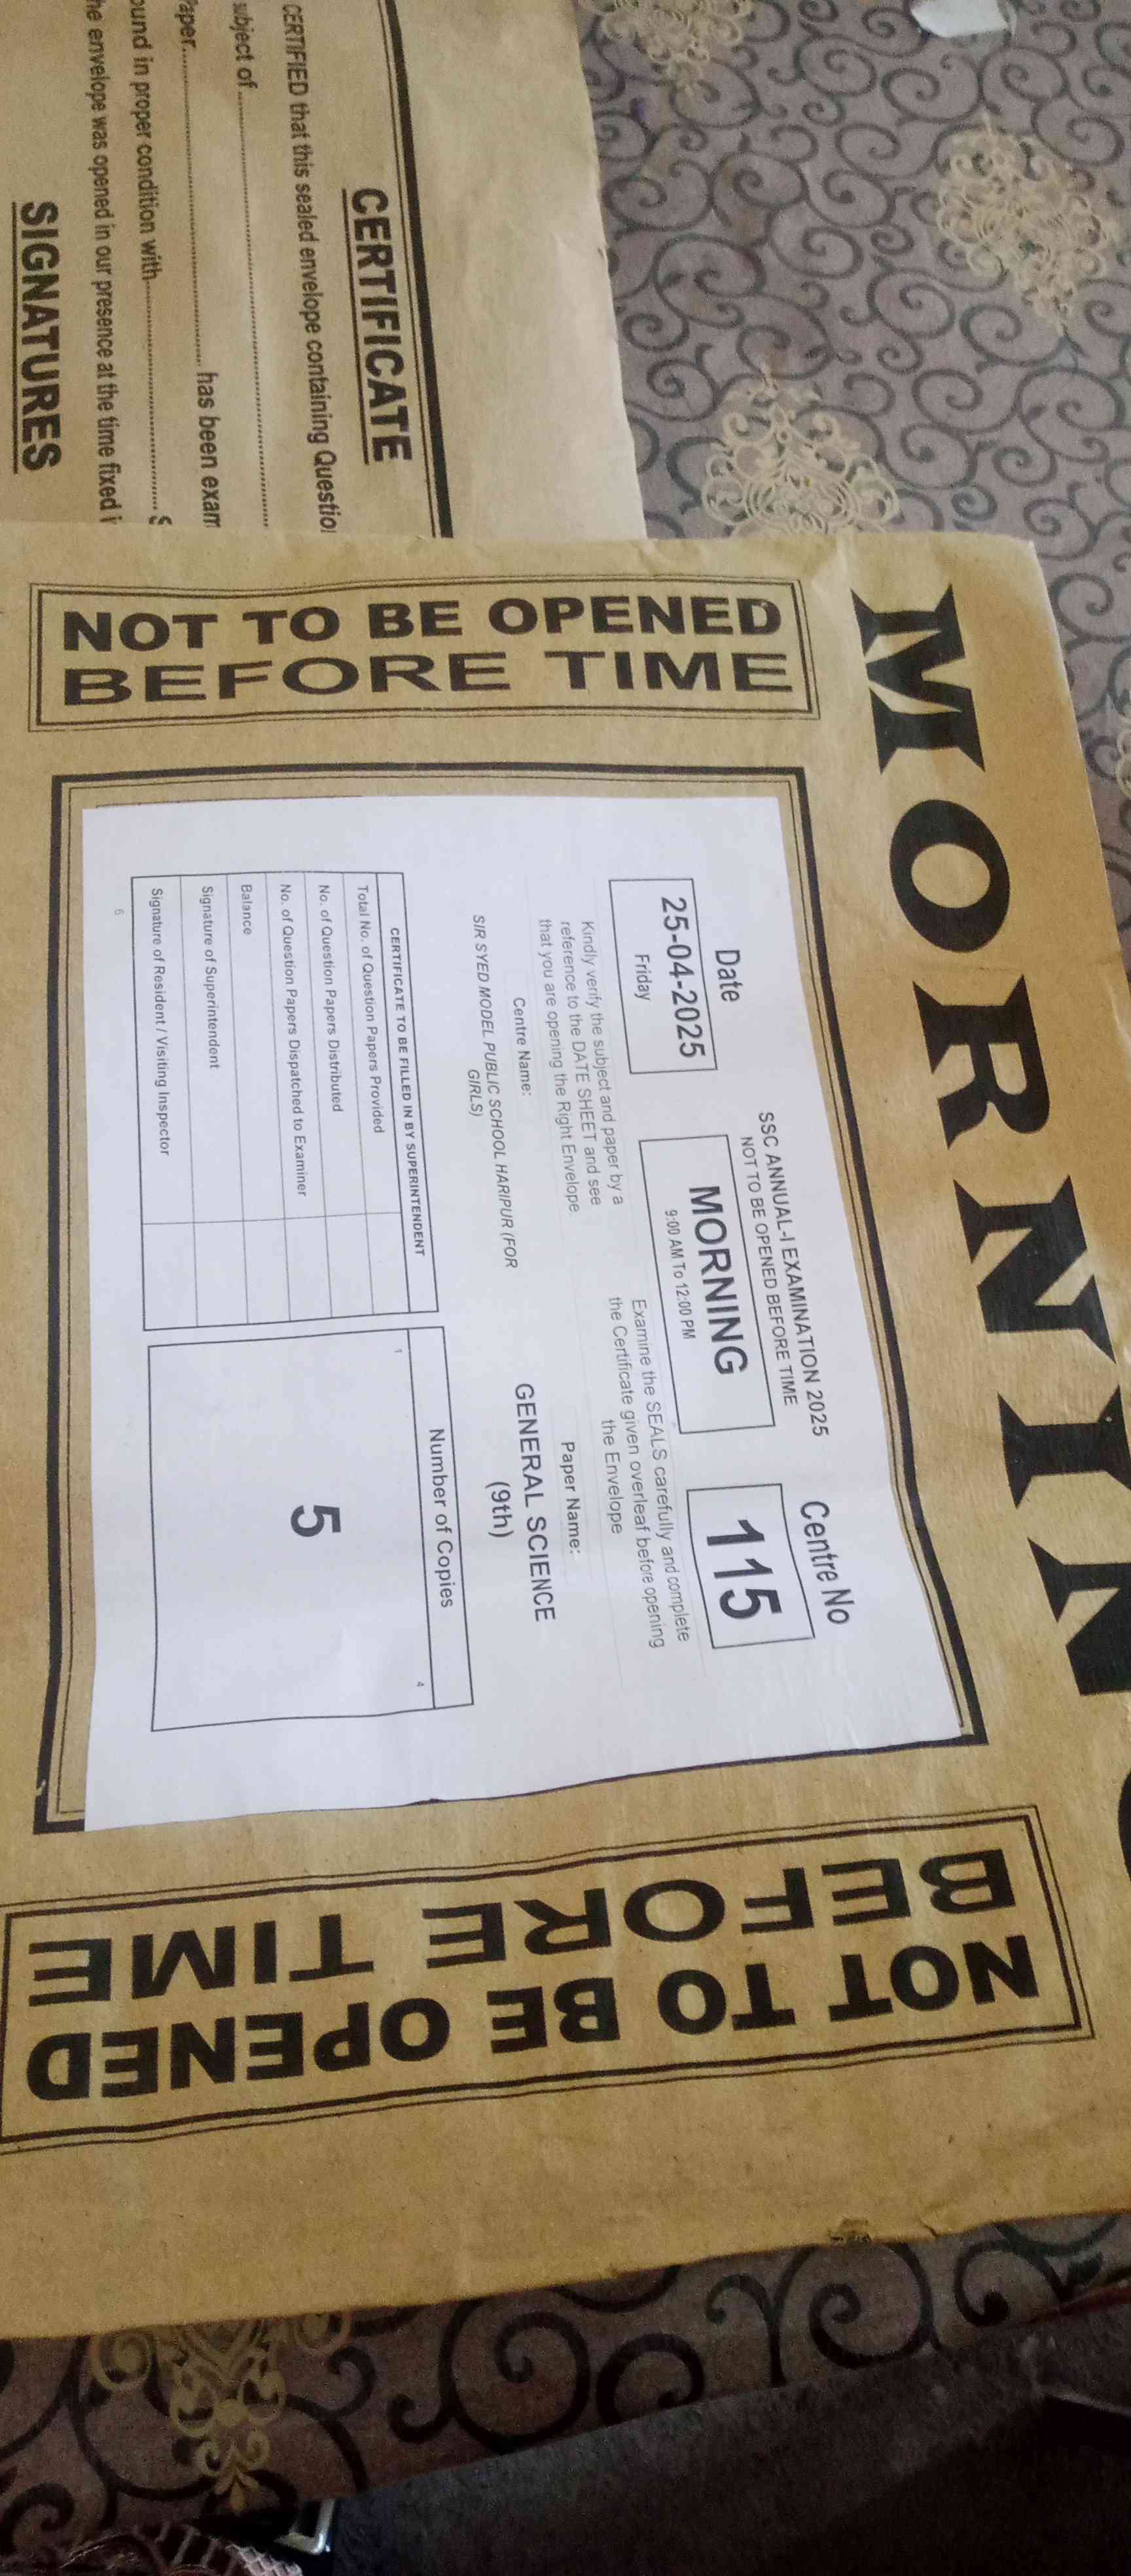 CERTIFICATE
CERTIFIED that this sealed envelope containing Questio
ubject of
aper.......... has been exam
ound in proper condition with.......... S
he envelope was opened in our presence at the time fixed i
SIGNATURES
MORNIN
NOT TO BE OPENED
BEFORE TIME
SSC ANNUAL-I EXAMINATION 2025
NOT TO BE OPENED BEFORE TIME
Date
25-04-2025
Friday
MORNING
9:00 AM To 12:00 PM
Centre No
115
Kindly verify the subject and paper by a
reference to the DATE SHEET and see
that you are opening the Right Envelope
Examine the SEALS carefully and complete
the Certificate given overleaf before opening
the Envelope
Centre Name:
SIR SYED MODEL PUBLIC SCHOOL HARIPUR (FOR
GIRLS)
Paper Name:
GENERAL SCIENCE
(9th)
CERTIFICATE TO BE FILLED IN BY SUPERINTENDENT
Total No. of Question Papers Provided
No. of Question Papers Distributed
No. of Question Papers Dispatched to Examiner
Balance
Signature of Superintendent
Signature of Resident / Visiting Inspector
6
Number of Copies
1
4
5
NOT TO BE OPENED
BEFORE TIME